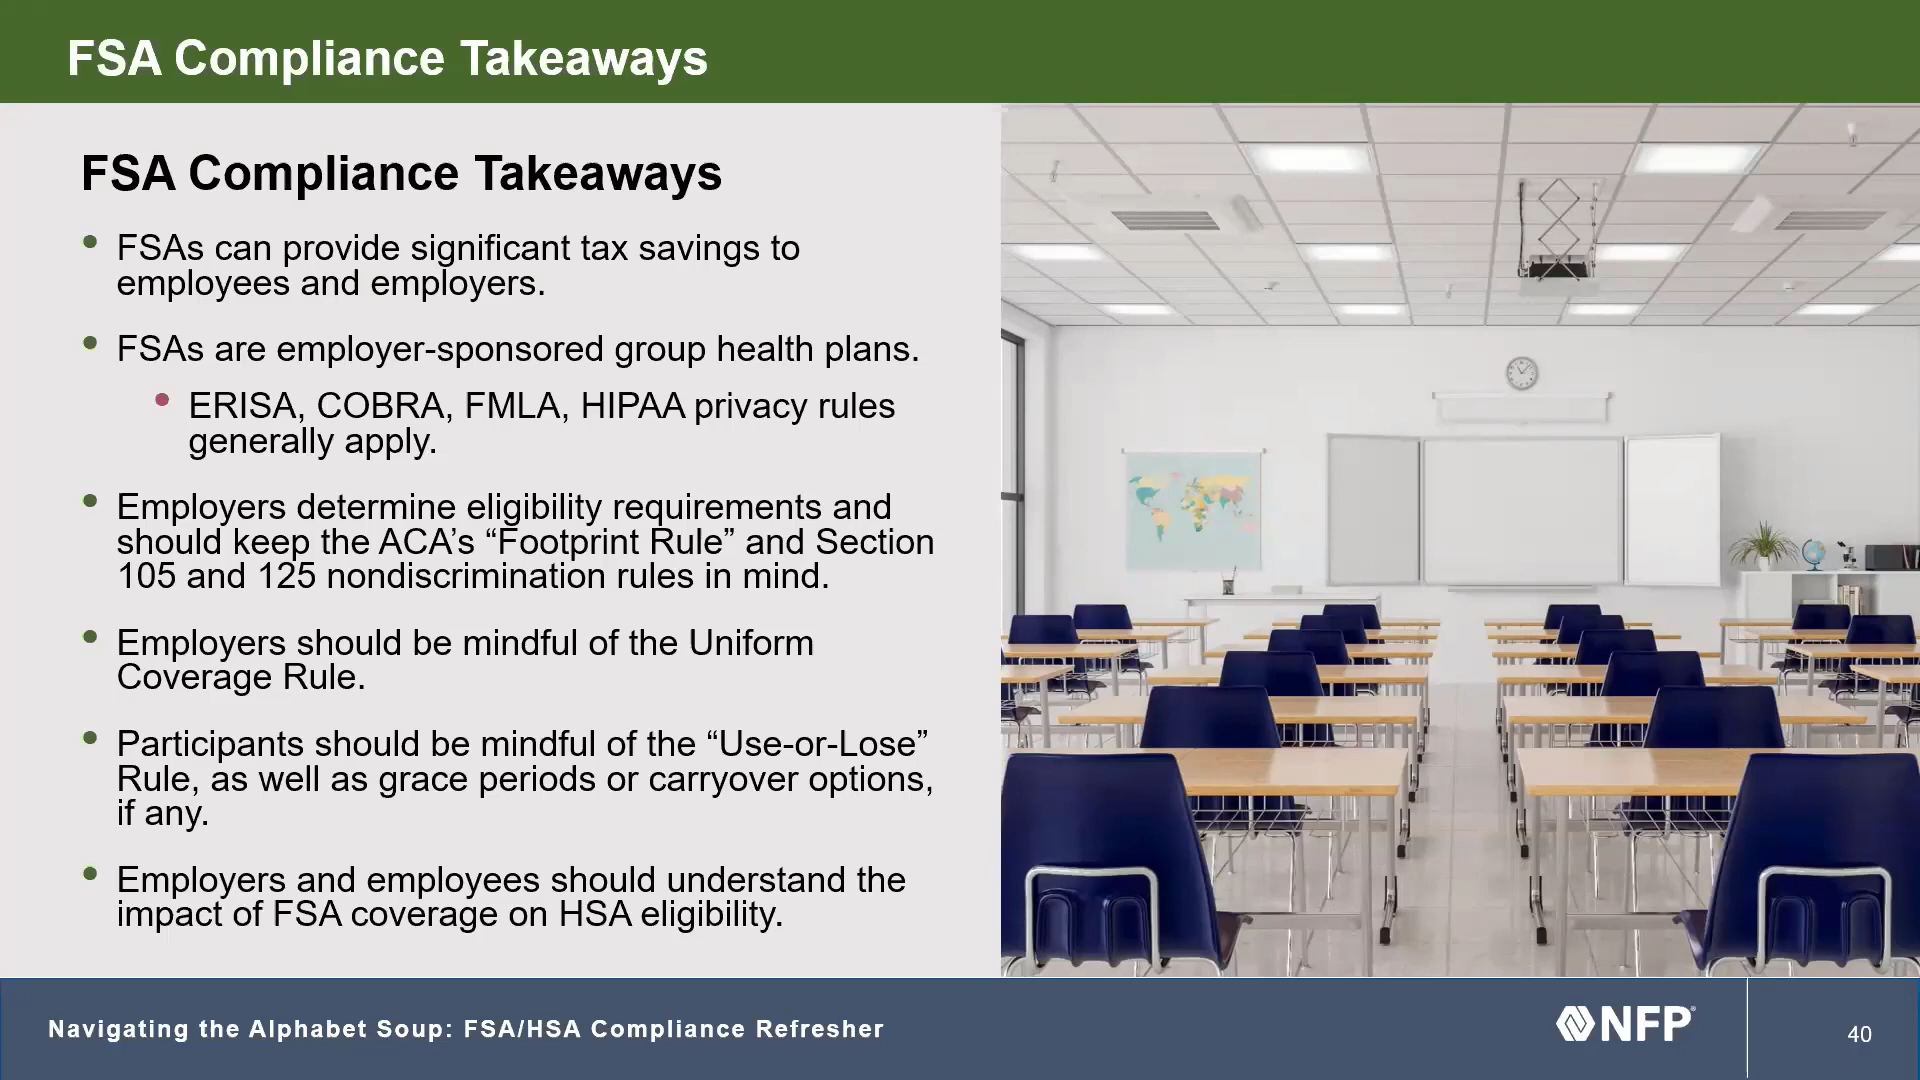 FSA Compliance Takeaways
FSA Compliance Takeaways
• FSAs can provide significant tax savings to
employees and employers.
• FSAs are employer-sponsored group health plans.
• ERISA, COBRA, FMLA, HIPAA privacy rules
generally apply.
• Employers determine eligibility requirements and
should keep the ACA’s “Footprint Rule” and Section
105 and 125 nondiscrimination rules in mind.
• Employers should be mindful of the Uniform
Coverage Rule.
• Participants should be mindful of the “Use-or-Lose”
Rule, as well as grace periods or carryover options,
if any.
• Employers and employees should understand the
impact of FSA coverage on HSA eligibility.
Navigating the Alphabet Soup: FSA/HSA Compliance Refresher
NFP®
40